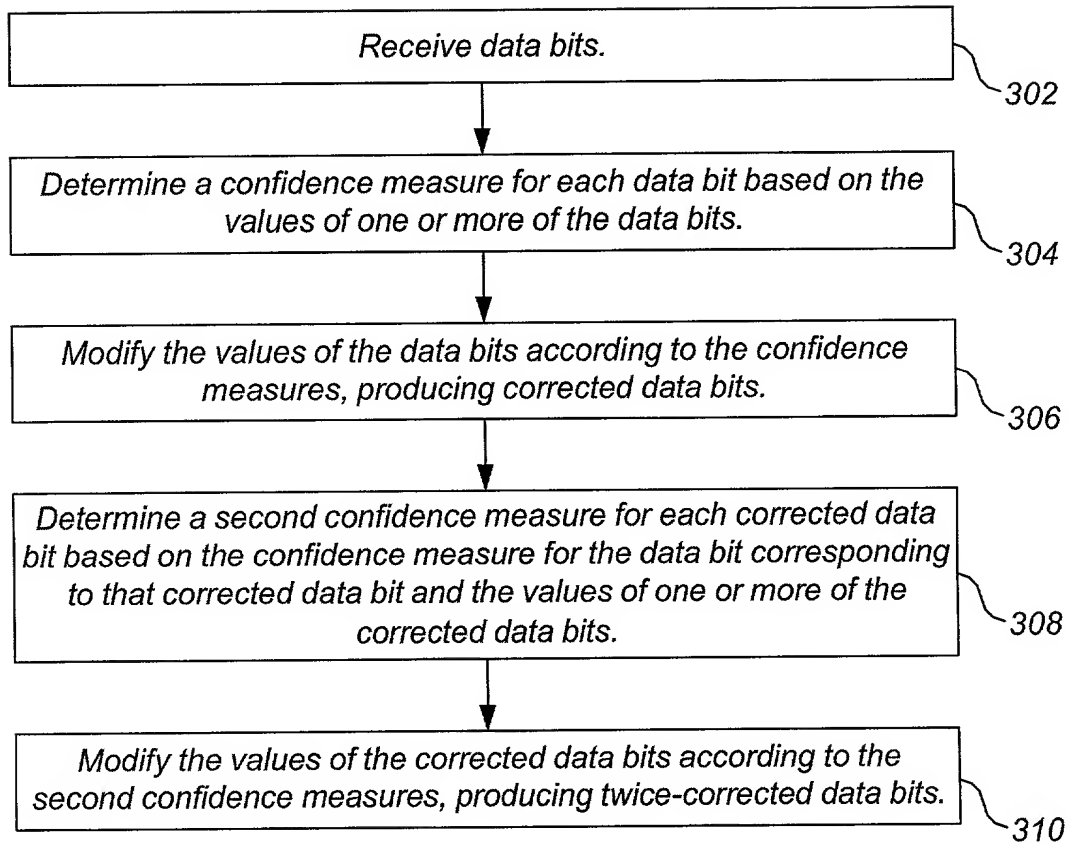 Receive data bits.
302
Determine a confidence measure for each data bit based on the
values of one or more of the data bits.
304
Modify the values of the data bits according to the confidence
measures, producing corrected data bits.
306
Determine a second confidence measure for each corrected data
bit based on the confidence measure for the data bit corresponding
to that corrected data bit and the values of one or more of the
corrected data bits.
308
Modify the values of the corrected data bits according to the
second confidence measures, producing twice-corrected data bits.
310